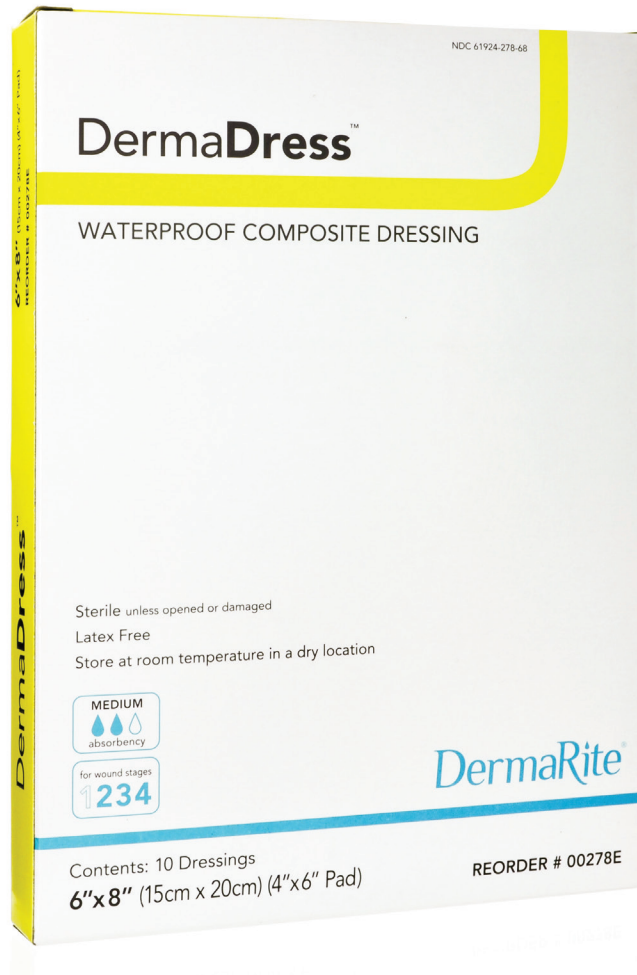 NDC 61924-278-68
DermaDress™
WATERPROOF COMPOSITE DRESSING
Sterile unless opened or damaged
Latex Free
Store at room temperature in a dry location
MEDIUM
absorbency
for wound stages
1234
DermaRite®
Contents: 10 Dressings
6"x8" (15cm x 20cm) (4"x6" Pad)
REORDER # 00278E
6"x8" (15cm x 20cm) (4"x6" Pad)
REORDER # 00278E
DermaDress™